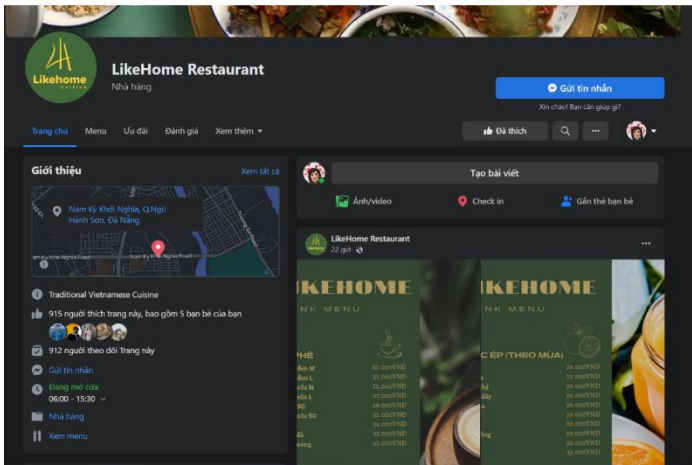 Likehome
CUISINE
LikeHome Restaurant
Nhà hàng
Gửi tin nhắn
Xin chào! Bạn cần giúp gì?
Trang chủ Menu Ưu đãi Đánh giá Xem thêm
Đã thích
Giới thiệu
Xem tất cả
Nam Kỳ Khởi Nghĩa, Q.Ngũ
Hành Sơn, Đà Nẵng
Traditional Vietnamese Cuisine
915 người thích trang này, bao gồm 5 bạn bè của bạn
912 người theo dõi Trang này
Gửi tin nhắn
Đang mở cửa
06:00 - 15:30
Nhà hàng
Xem menu
Tạo bài viết
Ảnh/video Check in Gắn thẻ bạn bè
LikeHome Restaurant
22 giờ
IKEHOME
NK MENU
PHÊ
IKEHOME
NK MENU
C ÉP (THEO MÙA)